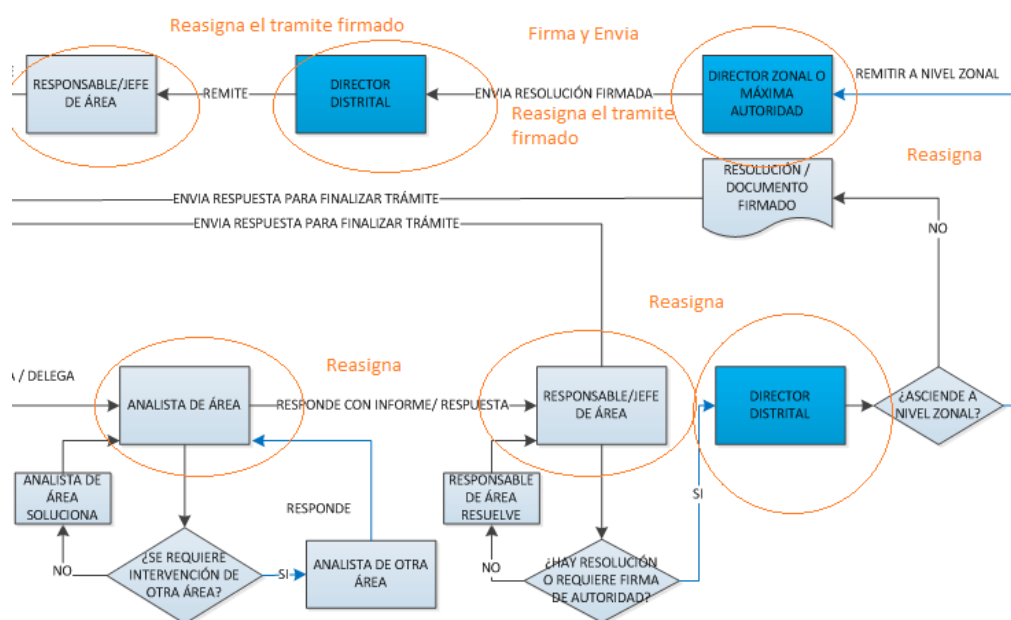 Reasigna el tramite firmado
Firma y Envia
RESPONSABLE/JEFE
DE ÁREA
REMITE
DIRECTOR
DISTRITAL
ENVIA RESOLUCIÓN FIRMADA
DIRECTOR ZONAL O
MÁXIMA
AUTORIDAD
REMITIR A NIVEL ZONAL
Reasigna el tramite
firmado
Reasigna
RESOLUCIÓN /
DOCUMENTO
FIRMADO
ENVIA RESPUESTA PARA FINALIZAR TRÁMITE
ENVIA RESPUESTA PARA FINALIZAR TRÁMITE
NO
Reasigna
Reasigna
A / DELEGA
ANALISTA DE ÁREA
RESPONDE CON INFORME/ RESPUESTA
RESPONSABLE/JEFE
DE ÁREA
DIRECTOR
DISTRITAL
¿ASCIENDE A
NIVEL ZONAL?
ANALISTA DE
ÁREA
SOLUCIONA
RESPONDE
RESPONSABLE
DE ÁREA
RESUELVE
SI
NO
¿SE REQUIERE
INTERVENCIÓN DE
OTRA ÁREA?
SI
ANALISTA DE OTRA
ÁREA
NO
¿HAY RESOLUCIÓN
O REQUIERE FIRMA
DE AUTORIDAD?